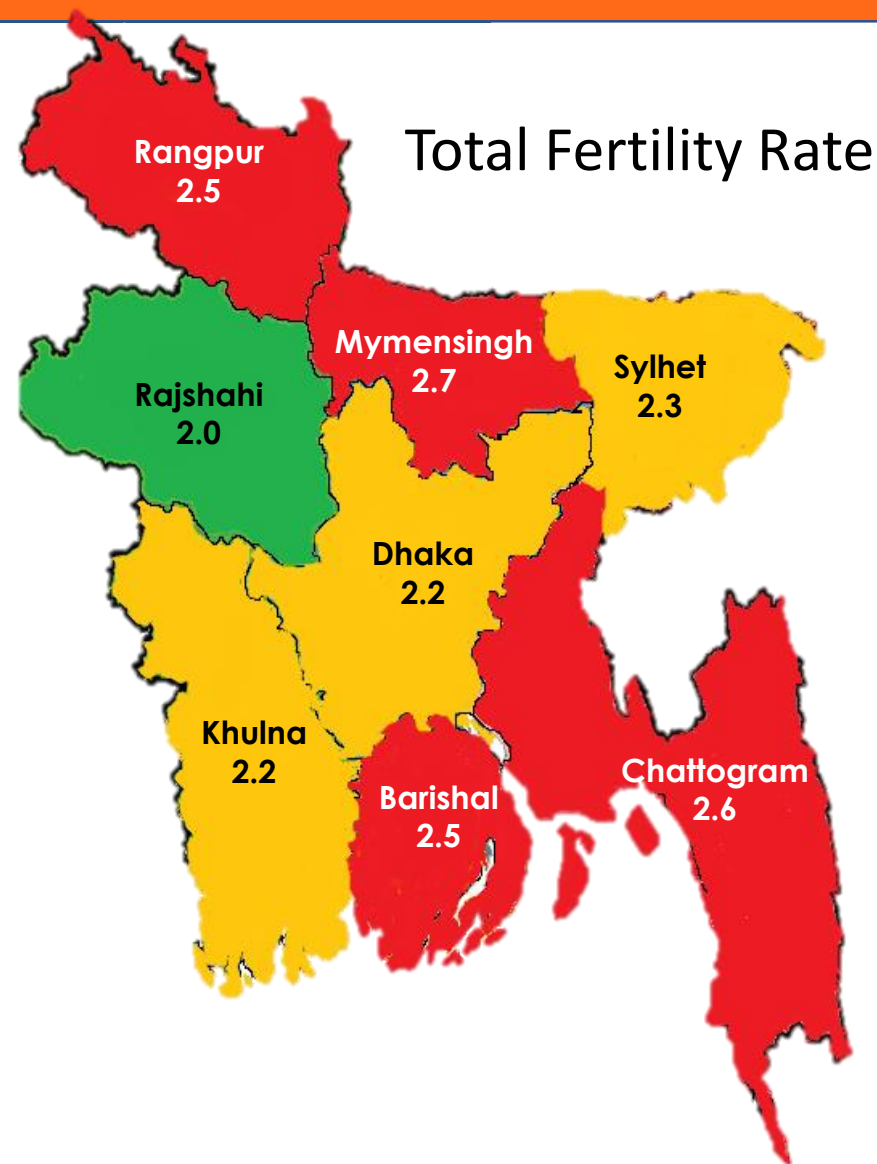 Total Fertility Rate
Rangpur
2.5
Mymensingh
2.7
Sylhet
2.3
Rajshahi
2.0
Dhaka
2.2
Khulna
2.2
Barishal
2.5
Chattogram
2.6